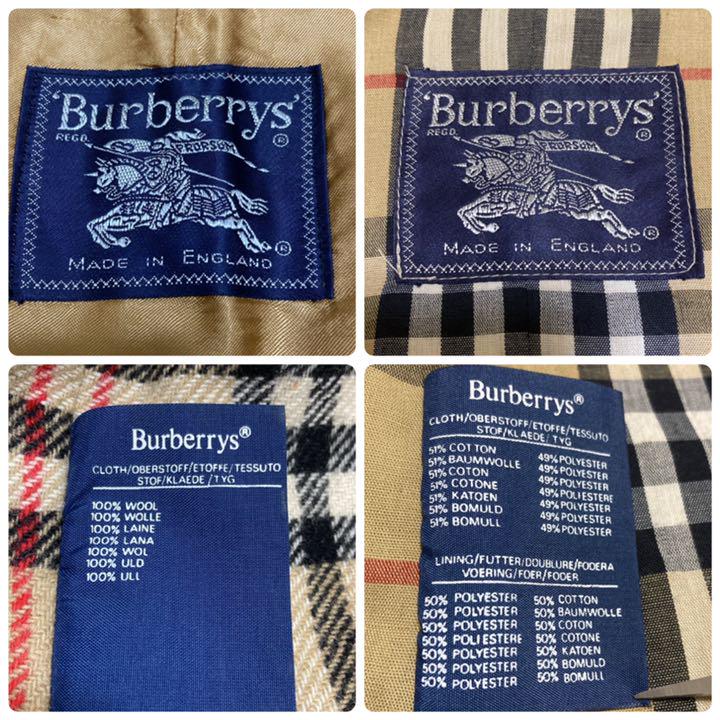 'Burberrys'
REGD.
®
PRORSUM
®
MADE IN ENGLAND
'Burberrys'
REGD.
®
PRORSUM
®
MADE IN ENGLAND
Burberrys®
CLOTH/OBERSTOFF/ETOFFE/TESSUTO
STOF/KLAEDE/TYG
100% WOOL
100% WOLLE
100% LAINE
100% LANA
100% WOL
100% ULD
100% ULL
Burberrys®
CLOTH/OBERSTOFF/ETOFFE/TESSUTO
STOF/KLAEDE/TYG
51% COTTON 49% POLYESTER
51% BAUMWOLLE 49% POLYESTER
51% COTON 49% POLYESTER
51% COTONE 49% POLIESTERE
51% KATOEN 49% POLYESTER
51% BOMULD 49% POLYESTER
51% BOMULL 49% POLYESTER
LINING/FUTTER/DOUBLURE/FODERA
VOERING/FOER/FODER
50% POLYESTER 50% COTTON
50% POLYESTER 50% BAUMWOLLE
50% POLYESTER 50% COTON
50% POLIESTERE 50% COTONE
50% POLYESTER 50% KATOEN
50% POLYESTER 50% BOMULD
50% POLYESTER 50% BOMULL